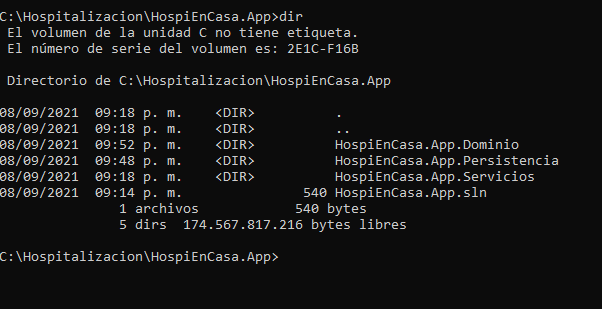 C:\Hospitalizacion\HospiEnCasa.App>dir
 El volumen de la unidad C no tiene etiqueta.
 El número de serie del volumen es: 2E1C-F16B

 Directorio de C:\Hospitalizacion\HospiEnCasa.App

08/09/2021  09:18 p. m.    <DIR>          .
08/09/2021  09:18 p. m.    <DIR>          ..
08/09/2021  09:52 p. m.    <DIR>          HospiEnCasa.App.Dominio
08/09/2021  09:48 p. m.    <DIR>          HospiEnCasa.App.Persistencia
08/09/2021  09:18 p. m.    <DIR>          HospiEnCasa.App.Servicios
08/09/2021  09:14 p. m.               540 HospiEnCasa.App.sln
               1 archivos            540 bytes
               5 dirs  174.567.817.216 bytes libres

C:\Hospitalizacion\HospiEnCasa.App>